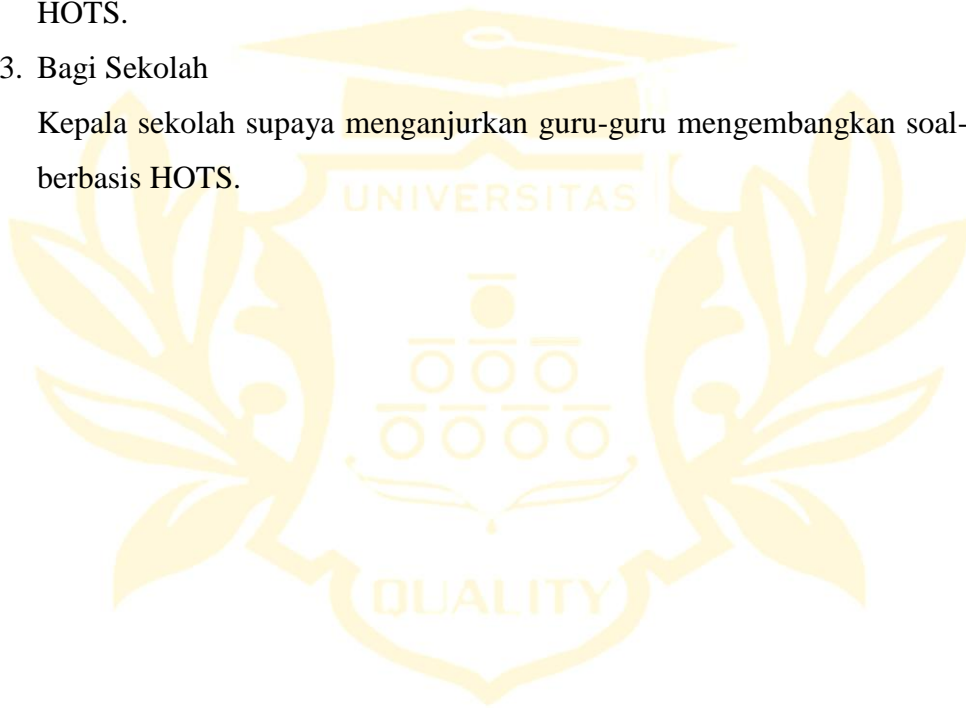 HOTS.
3. Bagi Sekolah
Kepala sekolah supaya menganjurkan guru-guru mengembangkan soal-
berbasis HOTS.
UNIVERSITAS
QUALITY